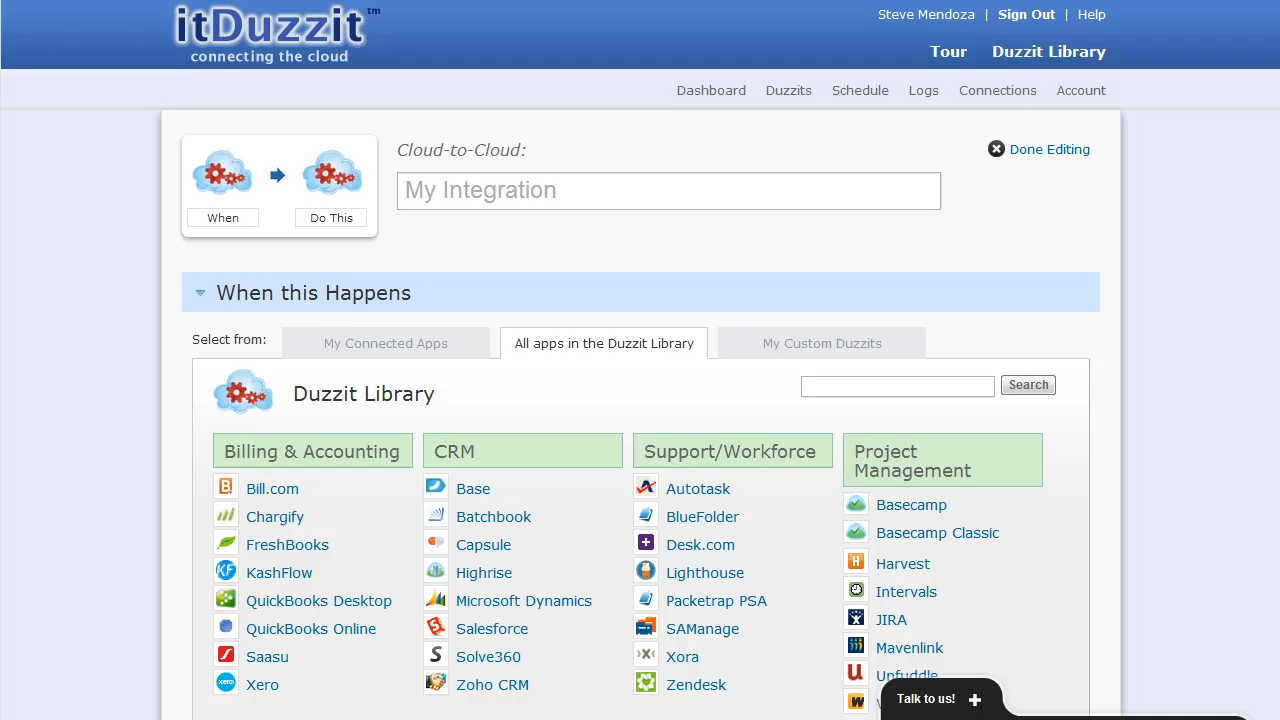 itDuzzit™
connecting the cloud
Steve Mendoza | Sign Out | Help
Tour Duzzit Library
Dashboard Duzzits Schedule Logs Connections Account
When
Do This
Cloud-to-Cloud:
Done Editing
My Integration
When this Happens
Select from:
My Connected Apps
All apps in the Duzzit Library
My Custom Duzzits
Duzzit Library
Search
Billing & Accounting
Bill.com
Chargify
FreshBooks
KashFlow
QuickBooks Desktop
QuickBooks Online
Saasu
Xero
CRM
Base
Batchbook
Capsule
Highrise
Microsoft Dynamics
Salesforce
Solve360
Zoho CRM
Support/Workforce
Autotask
BlueFolder
Desk.com
Lighthouse
Packetrap PSA
SAManage
Xora
Zendesk
Project
Management
Basecamp
Basecamp Classic
Harvest
Intervals
JIRA
Mavenlink
Unfuddle
Talk to us!